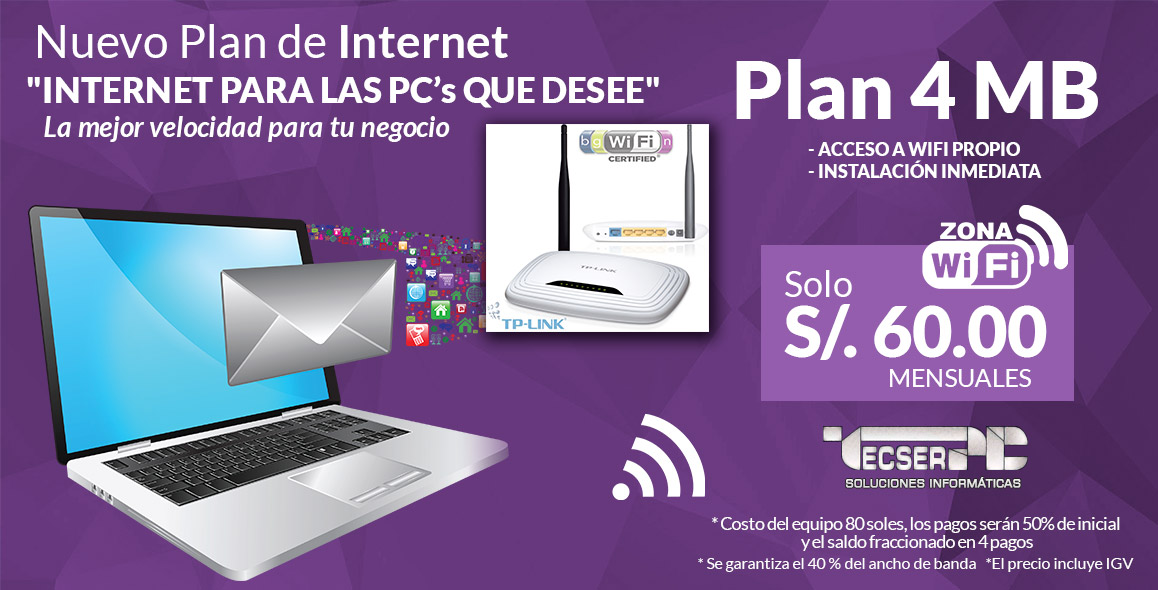 Nuevo Plan de Internet
"INTERNET PARA LAS PC's QUE DESEE"
La mejor velocidad para tu negocio
b g WiFi n
CERTIFIED®
TP-LINK
TP-LINK
Plan 4 MB
- ACCESO A WIFI PROPIO
- INSTALACIÓN INMEDIATA
ZONA
WiFi
Solo
S/. 60.00
MENSUALES
TECSERPC
SOLUCIONES INFORMÁTICAS
* Costo del equipo 80 soles, los pagos serán 50% de inicial
y el saldo fraccionado en 4 pagos
* Se garantiza el 40 % del ancho de banda *El precio incluye IGV